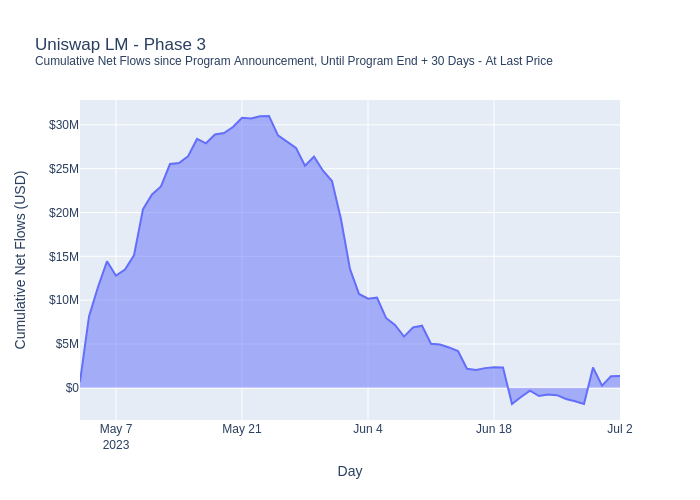 Uniswap LM - Phase 3
Cumulative Net Flows since Program Announcement, Until Program End + 30 Days - At Last Price
Cumulative Net Flows (USD)
$30M
$25M
$20M
$15M
$10M
$5M
$0
May 7
2023
May 21
Jun 4
Jun 18
Jul 2
Day